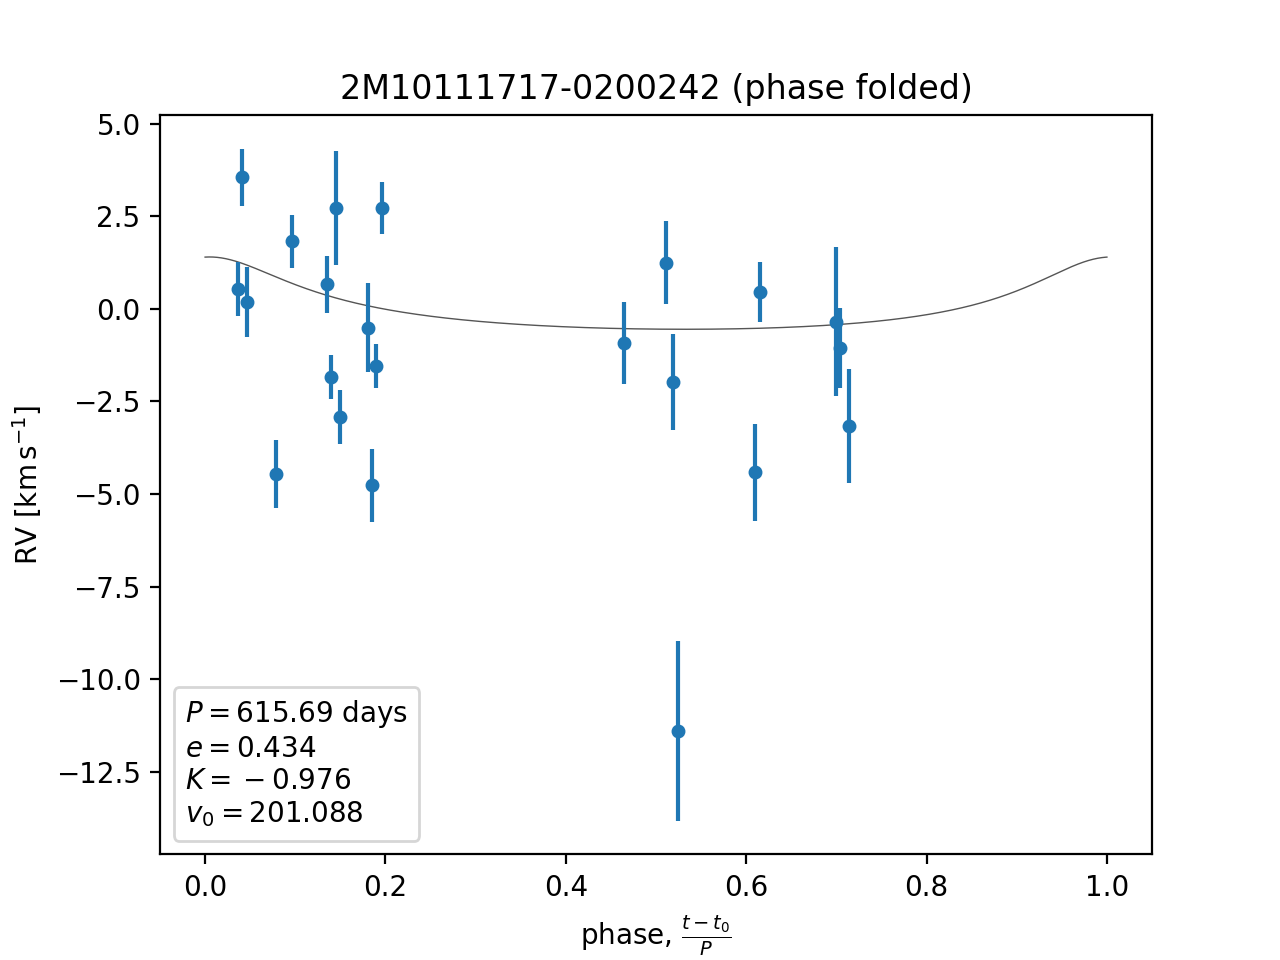 2M10111717-0200242 (phase folded)
RV [km s⁻¹]
5.0
2.5
0.0
−2.5
−5.0
−7.5
−10.0
−12.5
P = 615.69 days
e = 0.434
K = −0.976
v₀ = 201.088
0.0 0.2 0.4 0.6 0.8 1.0
phase, (t − t₀)/P